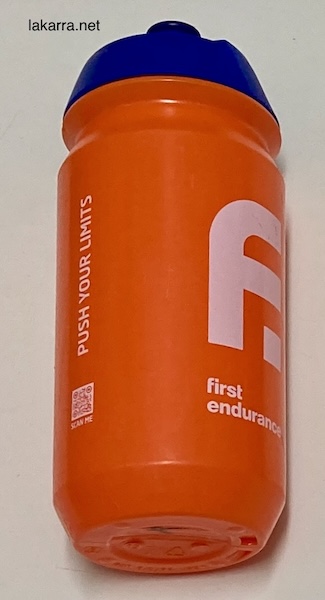 lakarra.net
PUSH YOUR LIMITS
SCAN ME
first
endurance